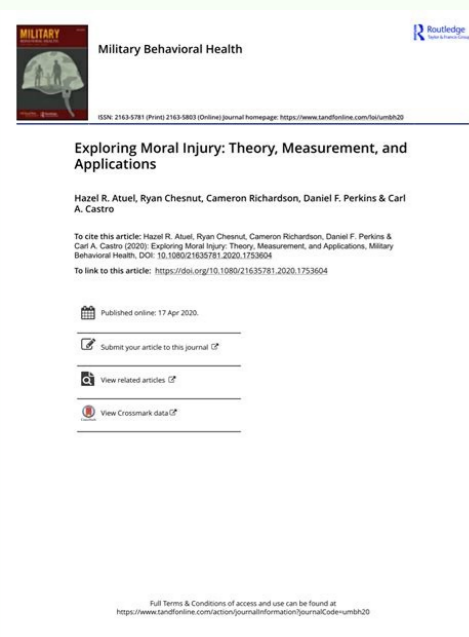 MILITARY
Routledge
Taylor & Francis Group
Military Behavioral Health
ISSN: 2163-5781 (Print) 2163-5803 (Online) Journal homepage: https://www.tandfonline.com/loi/umbh20
Exploring Moral Injury: Theory, Measurement, and
Applications
Hazel R. Atuel, Ryan Chesnut, Cameron Richardson, Daniel F. Perkins & Carl
A. Castro
To cite this article: Hazel R. Atuel, Ryan Chesnut, Cameron Richardson, Daniel F. Perkins &
Carl A. Castro (2020): Exploring Moral Injury: Theory, Measurement, and Applications, Military
Behavioral Health, DOI: 10.1080/21635781.2020.1753604
To link to this article: https://doi.org/10.1080/21635781.2020.1753604
Published online: 17 Apr 2020.
Submit your article to this journal
View related articles
View Crossmark data
Full Terms & Conditions of access and use can be found at
https://www.tandfonline.com/action/journalInformation?journalCode=umbh20